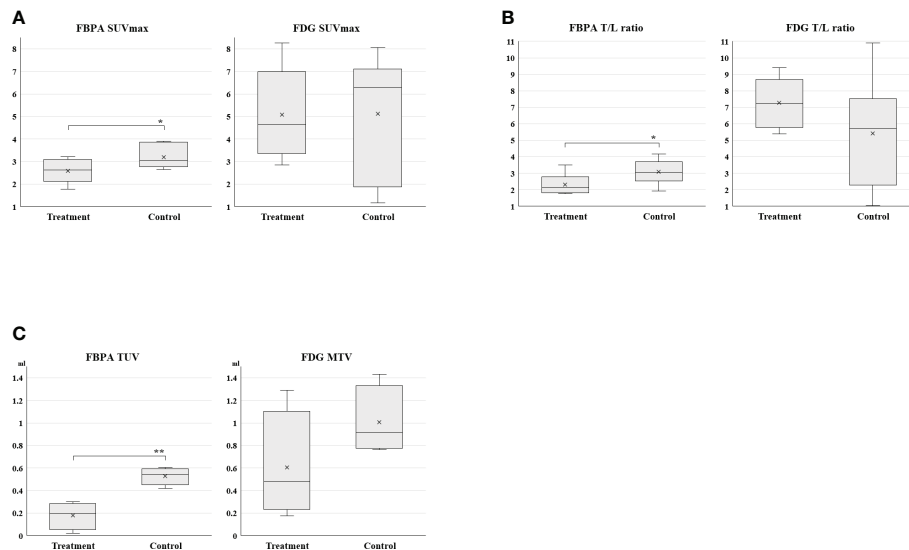 A
FBPA SUVmax
FDG SUVmax
8
7
6
5
4
3
2
1
*
Treatment
Control
8
7
6
5
4
3
2
1
Treatment
Control
B
FBPA T/L ratio
FDG T/L ratio
11
10
9
8
7
6
5
4
3
2
1
*
Treatment
Control
11
10
9
8
7
6
5
4
3
2
1
Treatment
Control
C
FBPA TUV
FDG MTV
ml
1.4
1.2
1
0.8
0.6
0.4
0.2
0
**
Treatment
Control
ml
1.4
1.2
1
0.8
0.6
0.4
0.2
0
Treatment
Control